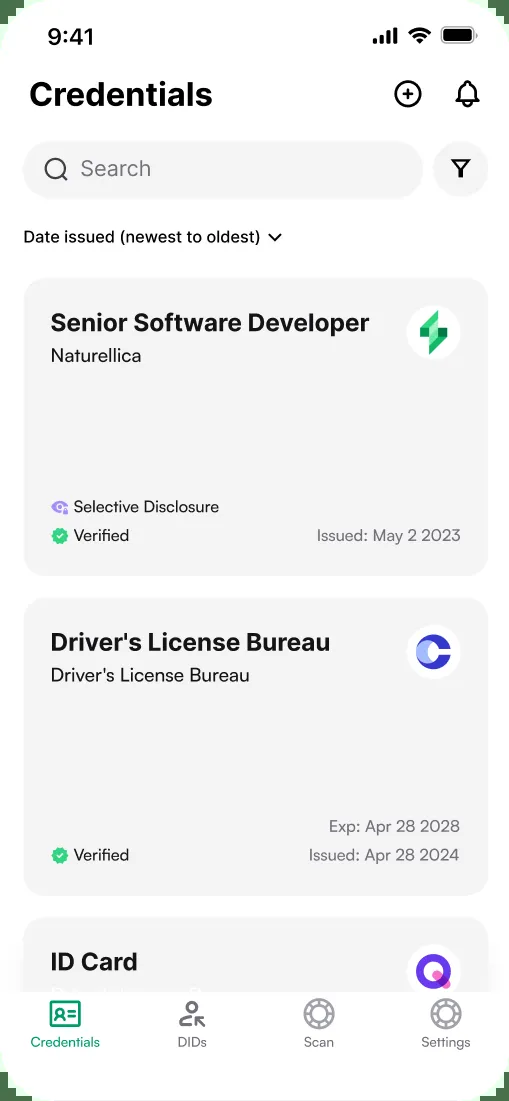 9:41
Credentials
Search
Date issued (newest to oldest)
Senior Software Developer
Naturellica
Selective Disclosure
Verified
Issued: May 2 2023
Driver's License Bureau
Driver's License Bureau
Exp: Apr 28 2028
Verified
Issued: Apr 28 2024
ID Card
Credentials
DIDs
Scan
Settings